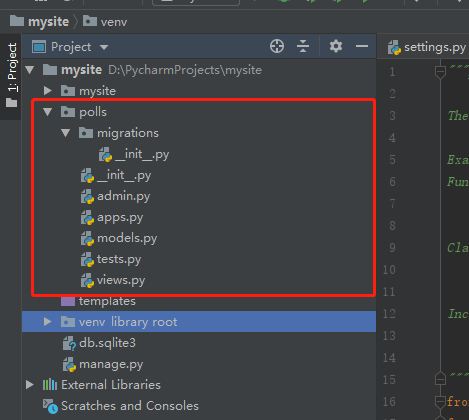 mysite venv
Project
settings.py
1: Project
mysite D:\PycharmProjects\mysite
mysite
polls
migrations
__init__.py
__init__.py
admin.py
apps.py
models.py
tests.py
views.py
templates
venv library root
db.sqlite3
manage.py
External Libraries
Scratches and Consoles
1
2
3
4
5
6
7
8
9
10
11
12
13
14
15
16
"""
The
Exa
Fun
Cla
Inc
"""
from